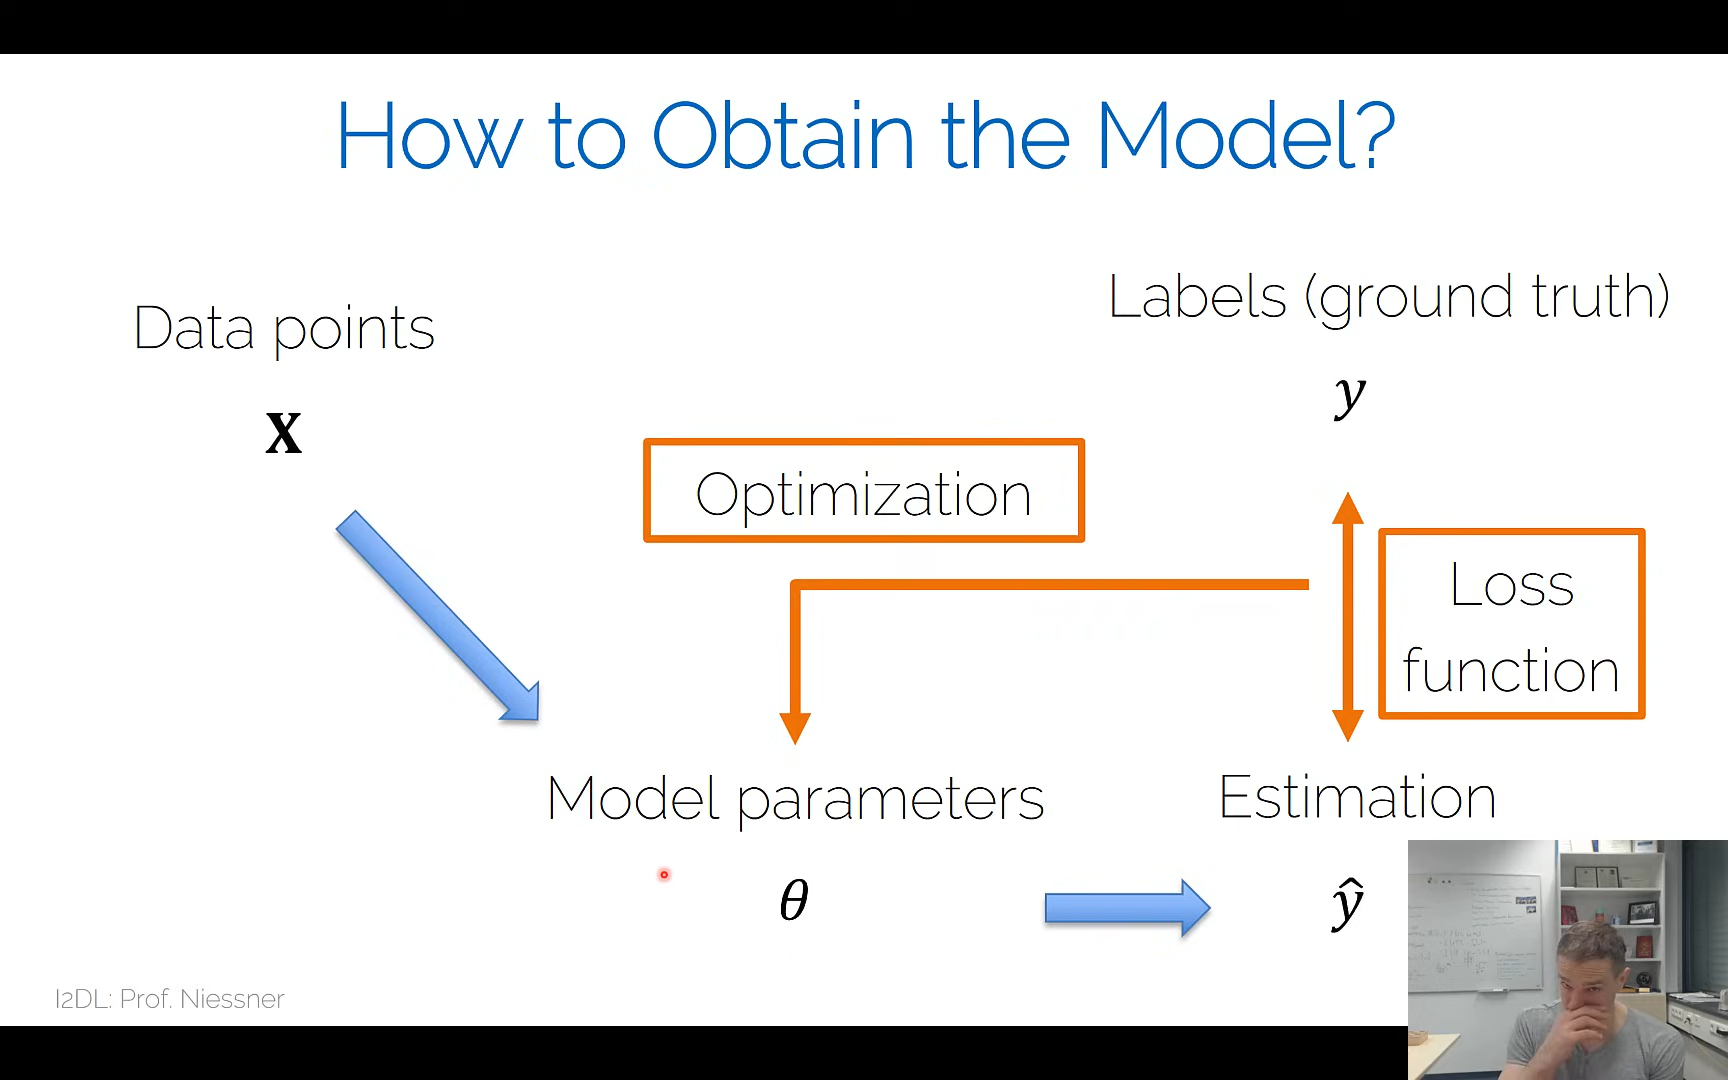 How to Obtain the Model?
Data points
Labels (ground truth)
X
y
Optimization
Loss
function
Model parameters
Estimation
θ
ŷ
I2DL: Prof. Niessner